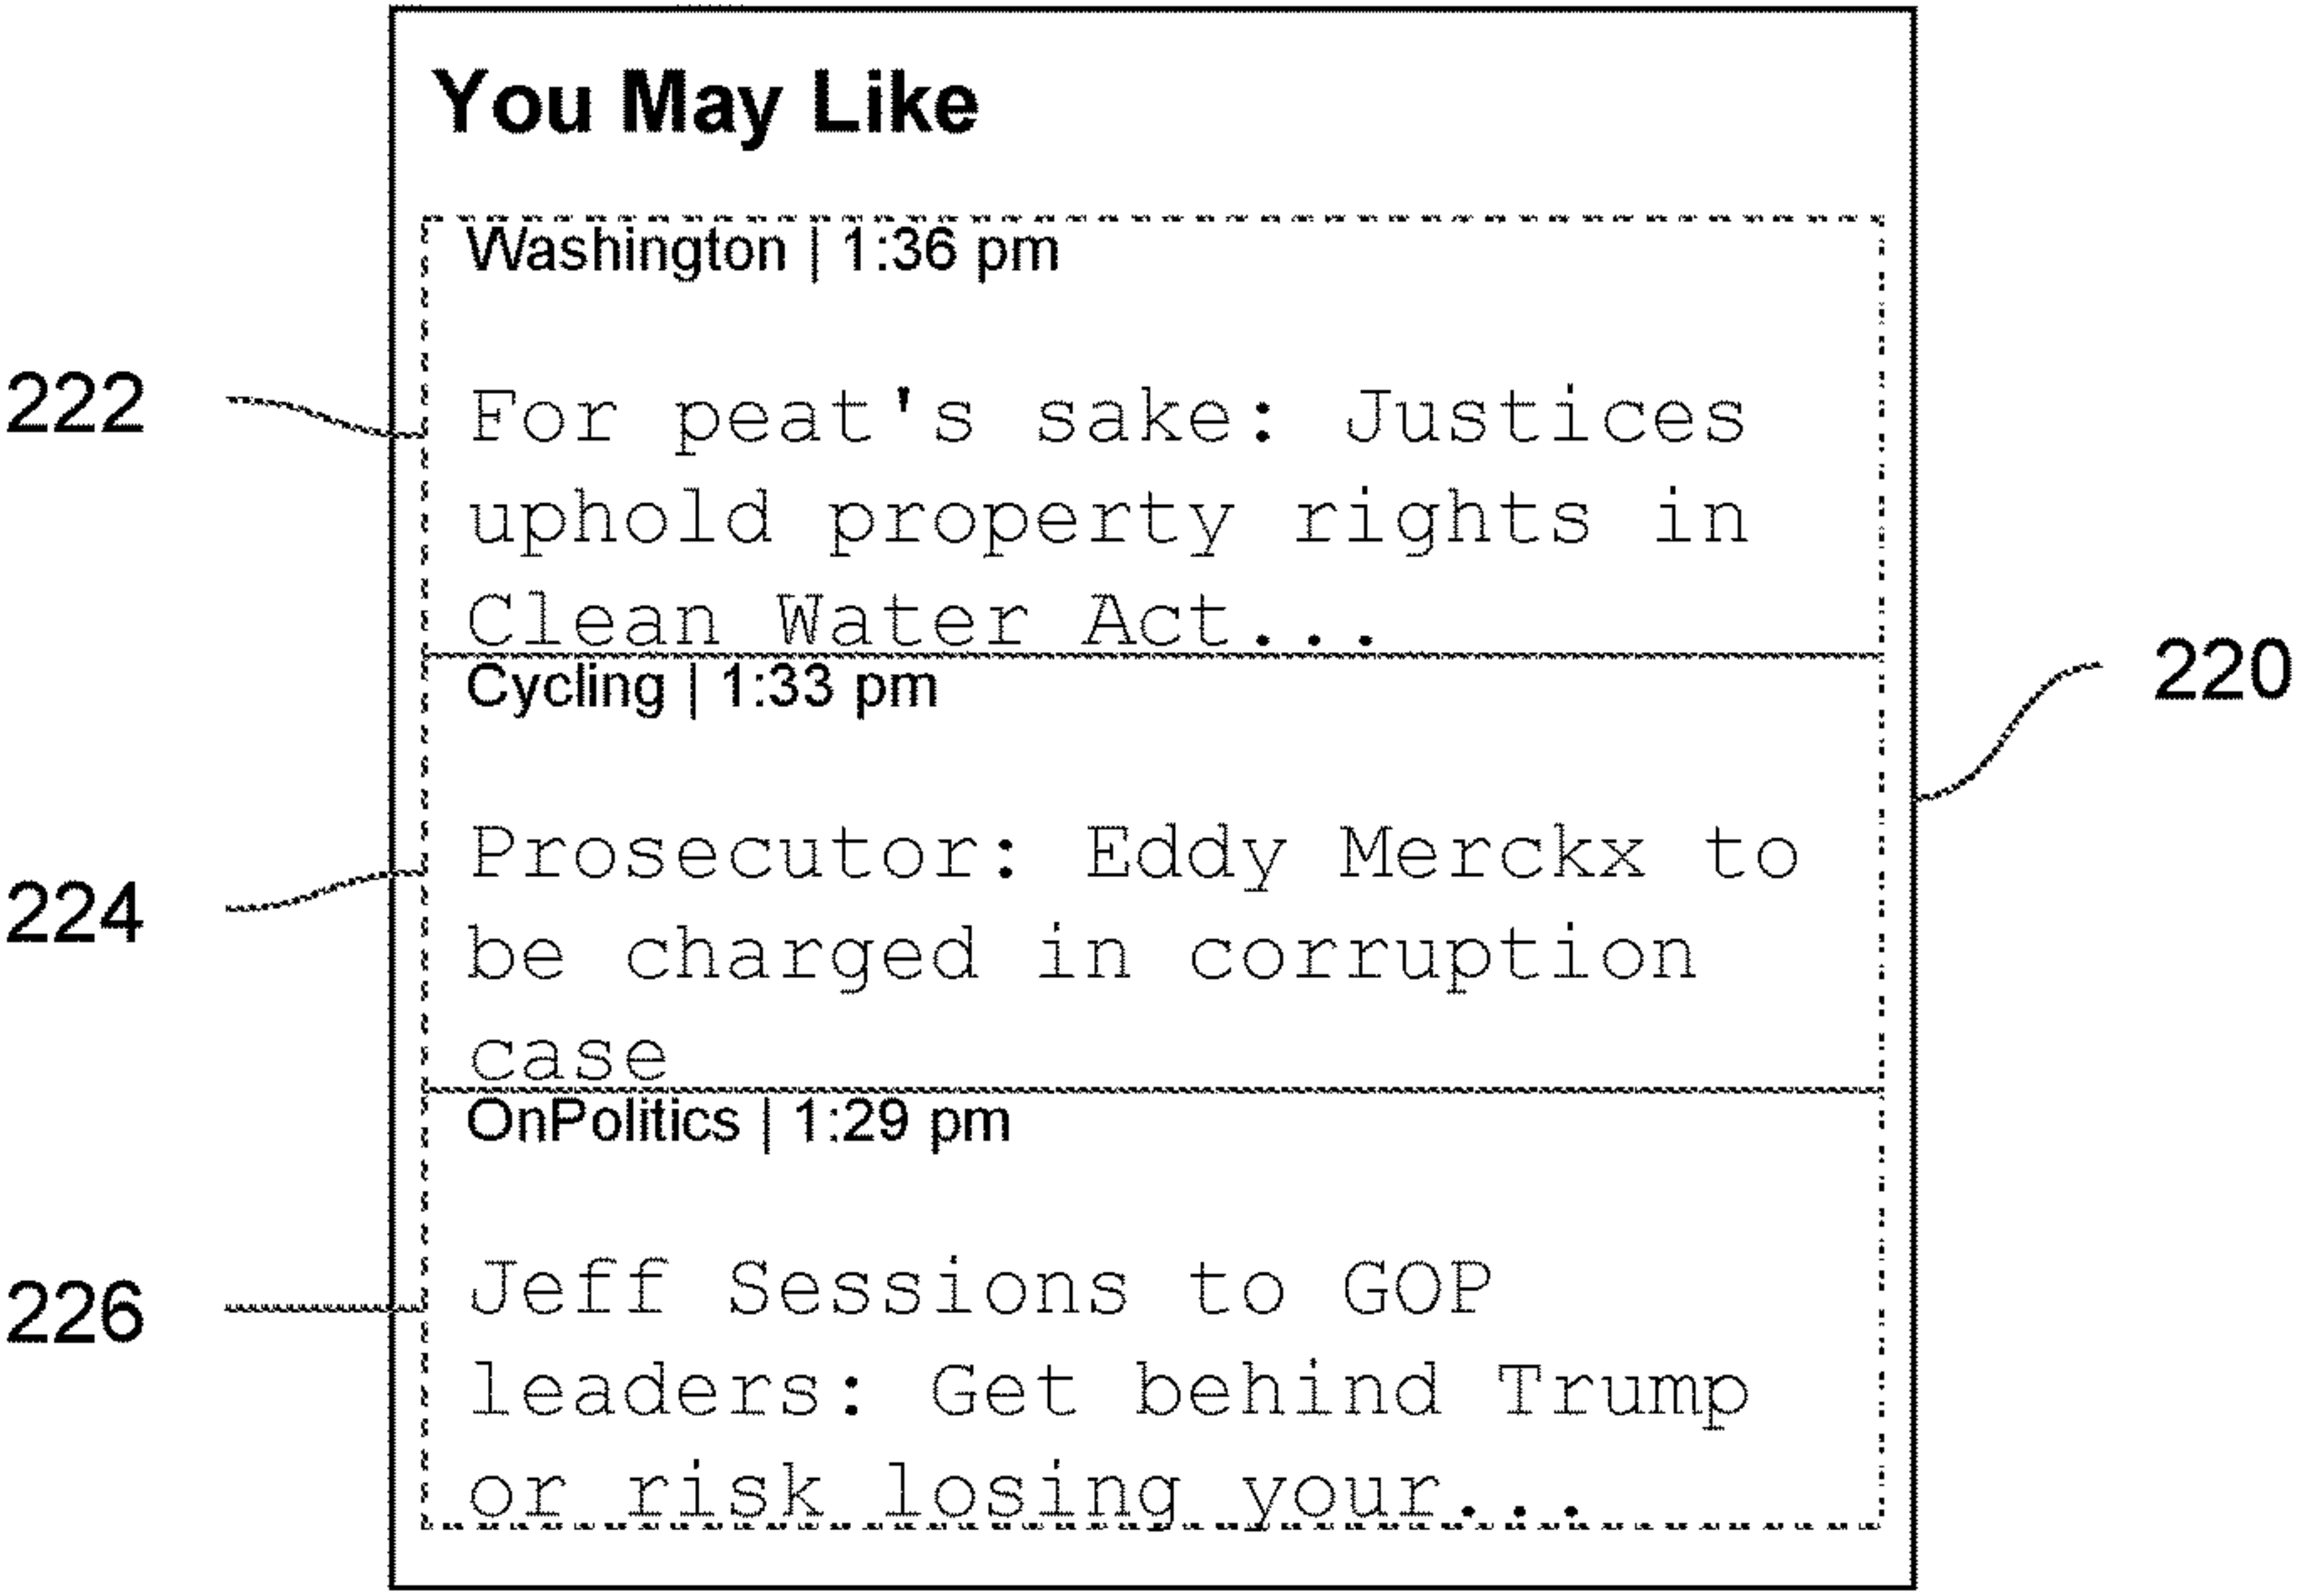 You May Like
Washington | 1:36 pm
222
For peat's sake: Justices
uphold property rights in
Clean Water Act...
Cycling | 1:33 pm
220
224
Prosecutor: Eddy Merckx to
be charged in corruption
case
OnPolitics | 1:29 pm
226
Jeff Sessions to GOP
leaders: Get behind Trump
or risk losing your...